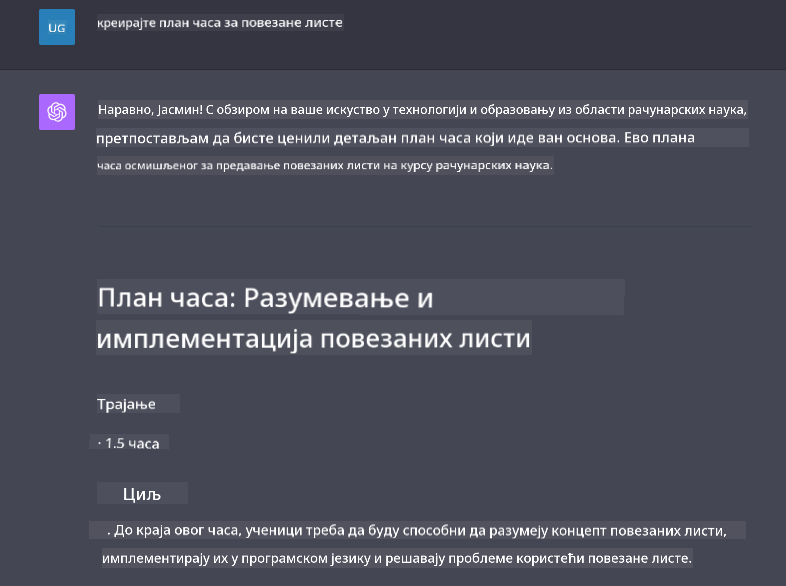 UG
креирајте план часа за повезане листе
Наравно, Јасмин! С обзиром на ваше искуство у технологији и образовању из области рачунарских наука,
претпостављам да бисте ценили детаљан план часа који иде ван основа. Ево плана
часа осмишљеног за предавање повезаних листи на курсу рачунарских наука.
План часа: Разумевање и
имплементација повезаних листи
Трајање
· 1.5 часа
Циљ
. До краја овог часа, ученици треба да буду способни да разумеју концепт повезаних листи,
имплементирају их у програмском језику и решавају проблеме користећи повезане листе.